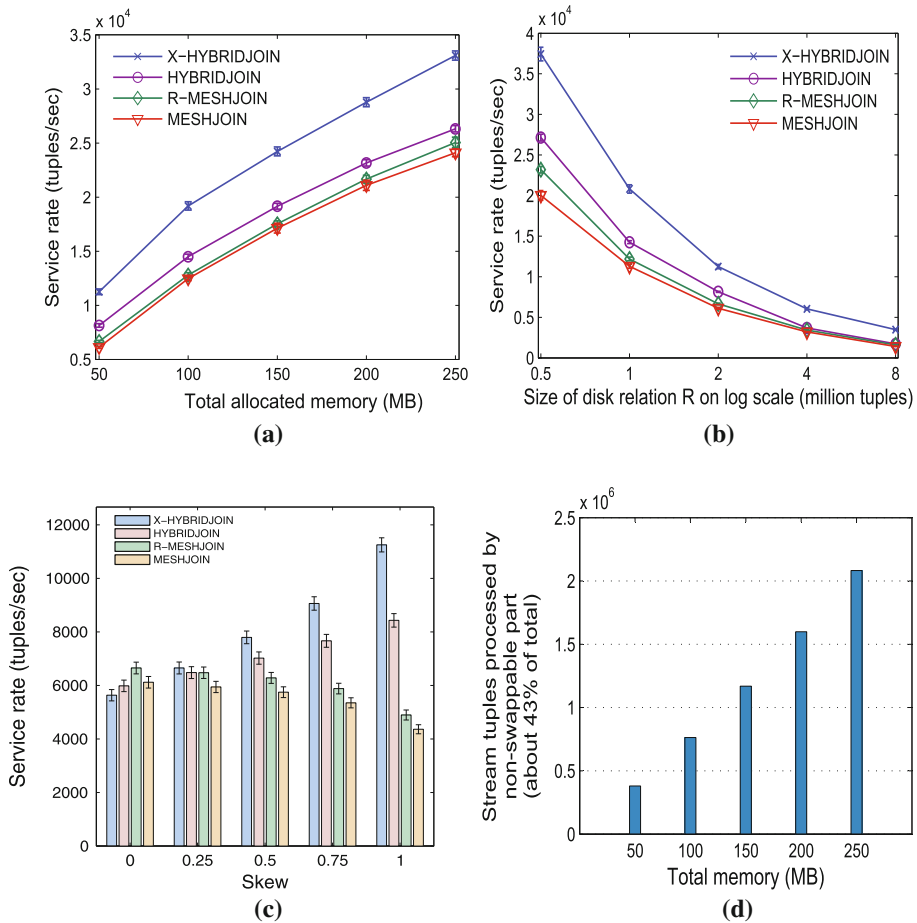 x 10⁴
3.5
3
2.5
2
1.5
1
0.5
Service rate (tuples/sec)
X-HYBRIDJOIN
HYBRIDJOIN
R-MESHJOIN
MESHJOIN
50 100 150 200 250
Total allocated memory (MB)
(a)
x 10⁴
4
3.5
3
2.5
2
1.5
1
0.5
0
Service rate (tuples/sec)
X-HYBRIDJOIN
HYBRIDJOIN
R-MESHJOIN
MESHJOIN
0.5 1 2 4 8
Size of disk relation R on log scale (million tuples)
(b)
12000
10000
8000
6000
4000
2000
0
Service rate (tuples/sec)
X-HYBRIDJOIN
HYBRIDJOIN
R-MESHJOIN
MESHJOIN
0 0.25 0.5 0.75 1
Skew
(c)
x 10⁶
2.5
2
1.5
1
0.5
0
Stream tuples processed by
non-swappable part
(about 43% of total)
50 100 150 200 250
Total memory (MB)
(d)